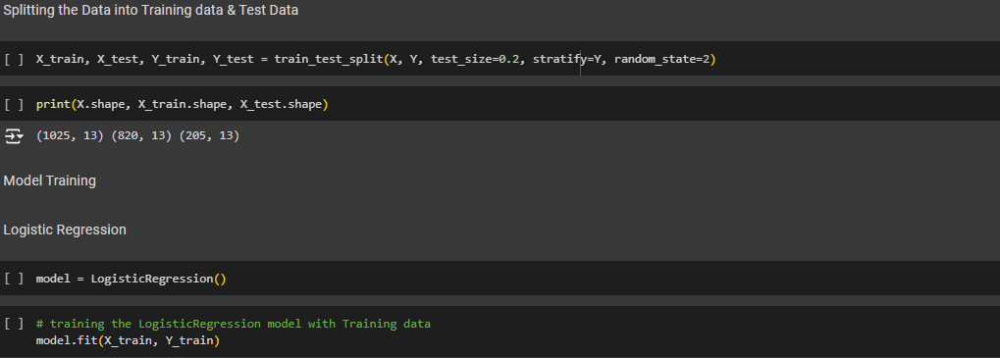 Splitting the Data into Training data & Test Data
[ ] X_train, X_test, Y_train, Y_test = train_test_split(X, Y, test_size=0.2, stratify=Y, random_state=2)
[ ] print(X.shape, X_train.shape, X_test.shape)
(1025, 13) (820, 13) (205, 13)
Model Training
Logistic Regression
[ ] model = LogisticRegression()
[ ] # training the LogisticRegression model with Training data
model.fit(X_train, Y_train)